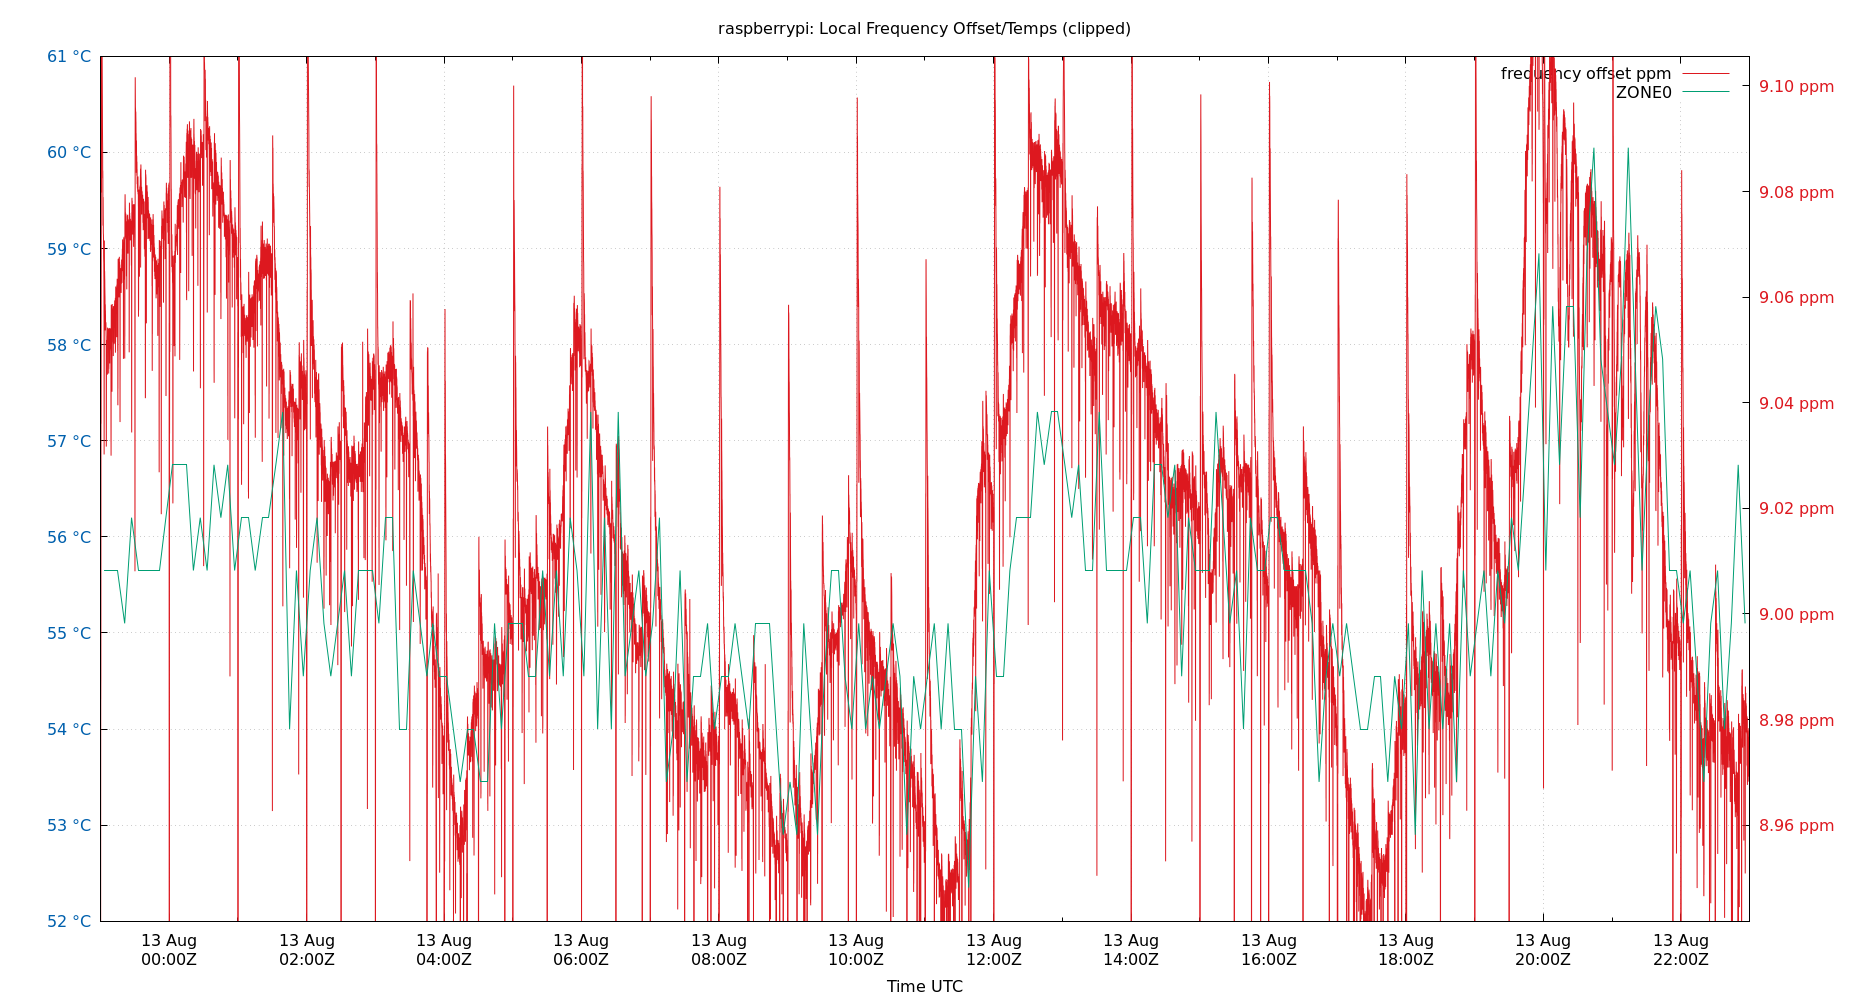 raspberrypi: Local Frequency Offset/Temps (clipped)
61 °C
60 °C
59 °C
58 °C
57 °C
56 °C
55 °C
54 °C
53 °C
52 °C
frequency offset ppm
ZONE0
9.10 ppm
9.08 ppm
9.06 ppm
9.04 ppm
9.02 ppm
9.00 ppm
8.98 ppm
8.96 ppm
13 Aug 13 Aug 13 Aug 13 Aug 13 Aug 13 Aug 13 Aug 13 Aug 13 Aug 13 Aug 13 Aug 13 Aug
00:00Z 02:00Z 04:00Z 06:00Z 08:00Z 10:00Z 12:00Z 14:00Z 16:00Z 18:00Z 20:00Z 22:00Z
Time UTC